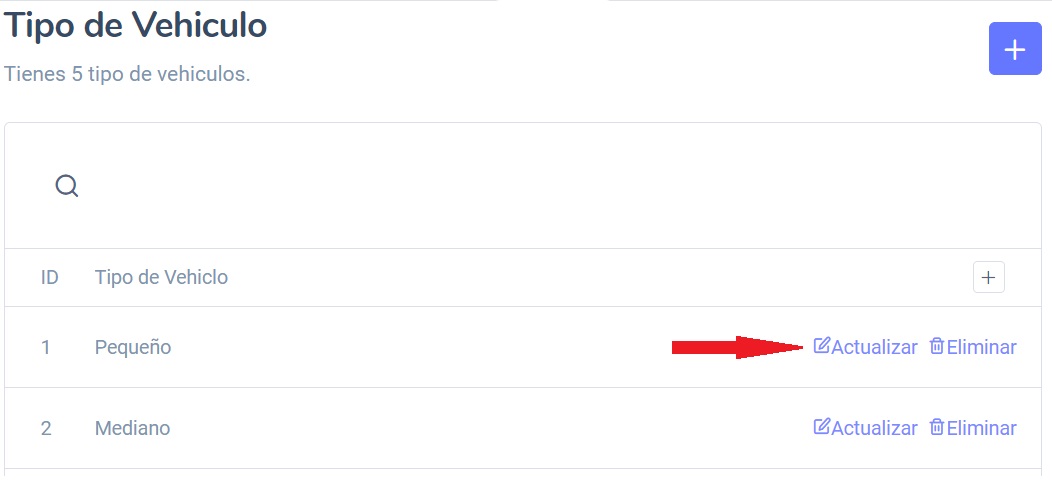 Tipo de Vehiculo
Tienes 5 tipo de vehiculos.
ID Tipo de Vehiclo
1 Pequeño Actualizar Eliminar
2 Mediano Actualizar Eliminar